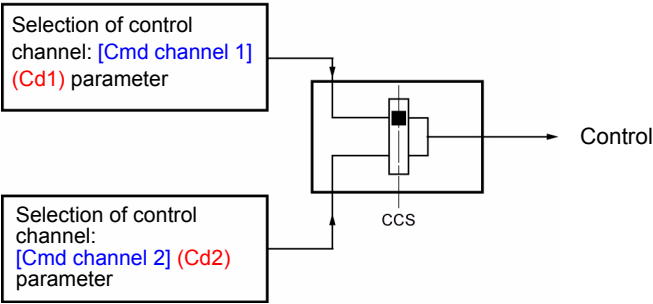 Selection of control
channel: [Cmd channel 1]
(Cd1) parameter
Control
Selection of control
channel:
[Cmd channel 2] (Cd2)
parameter
CCS